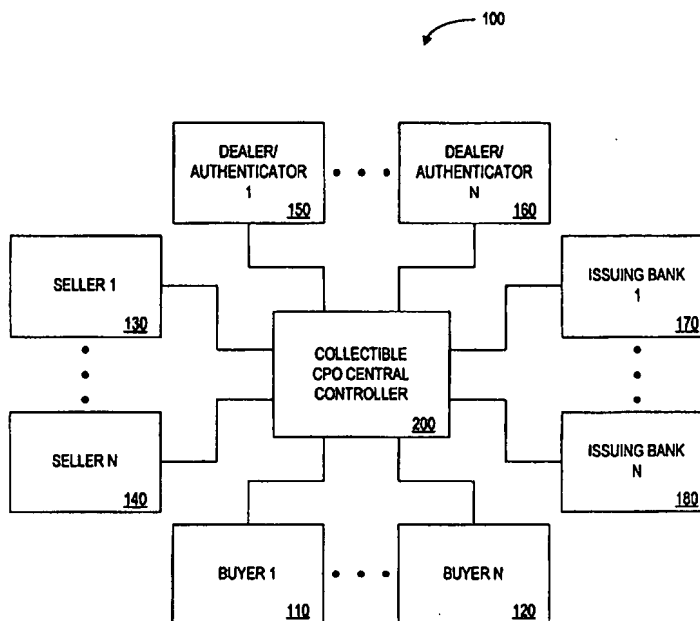 100
DEALER/
AUTHENTICATOR
1
150
DEALER/
AUTHENTICATOR
N
160
SELLER 1
130
ISSUING BANK
1
170
COLLECTIBLE
CPO CENTRAL
CONTROLLER
200
SELLER N
140
ISSUING BANK
N
180
BUYER 1
110
BUYER N
120